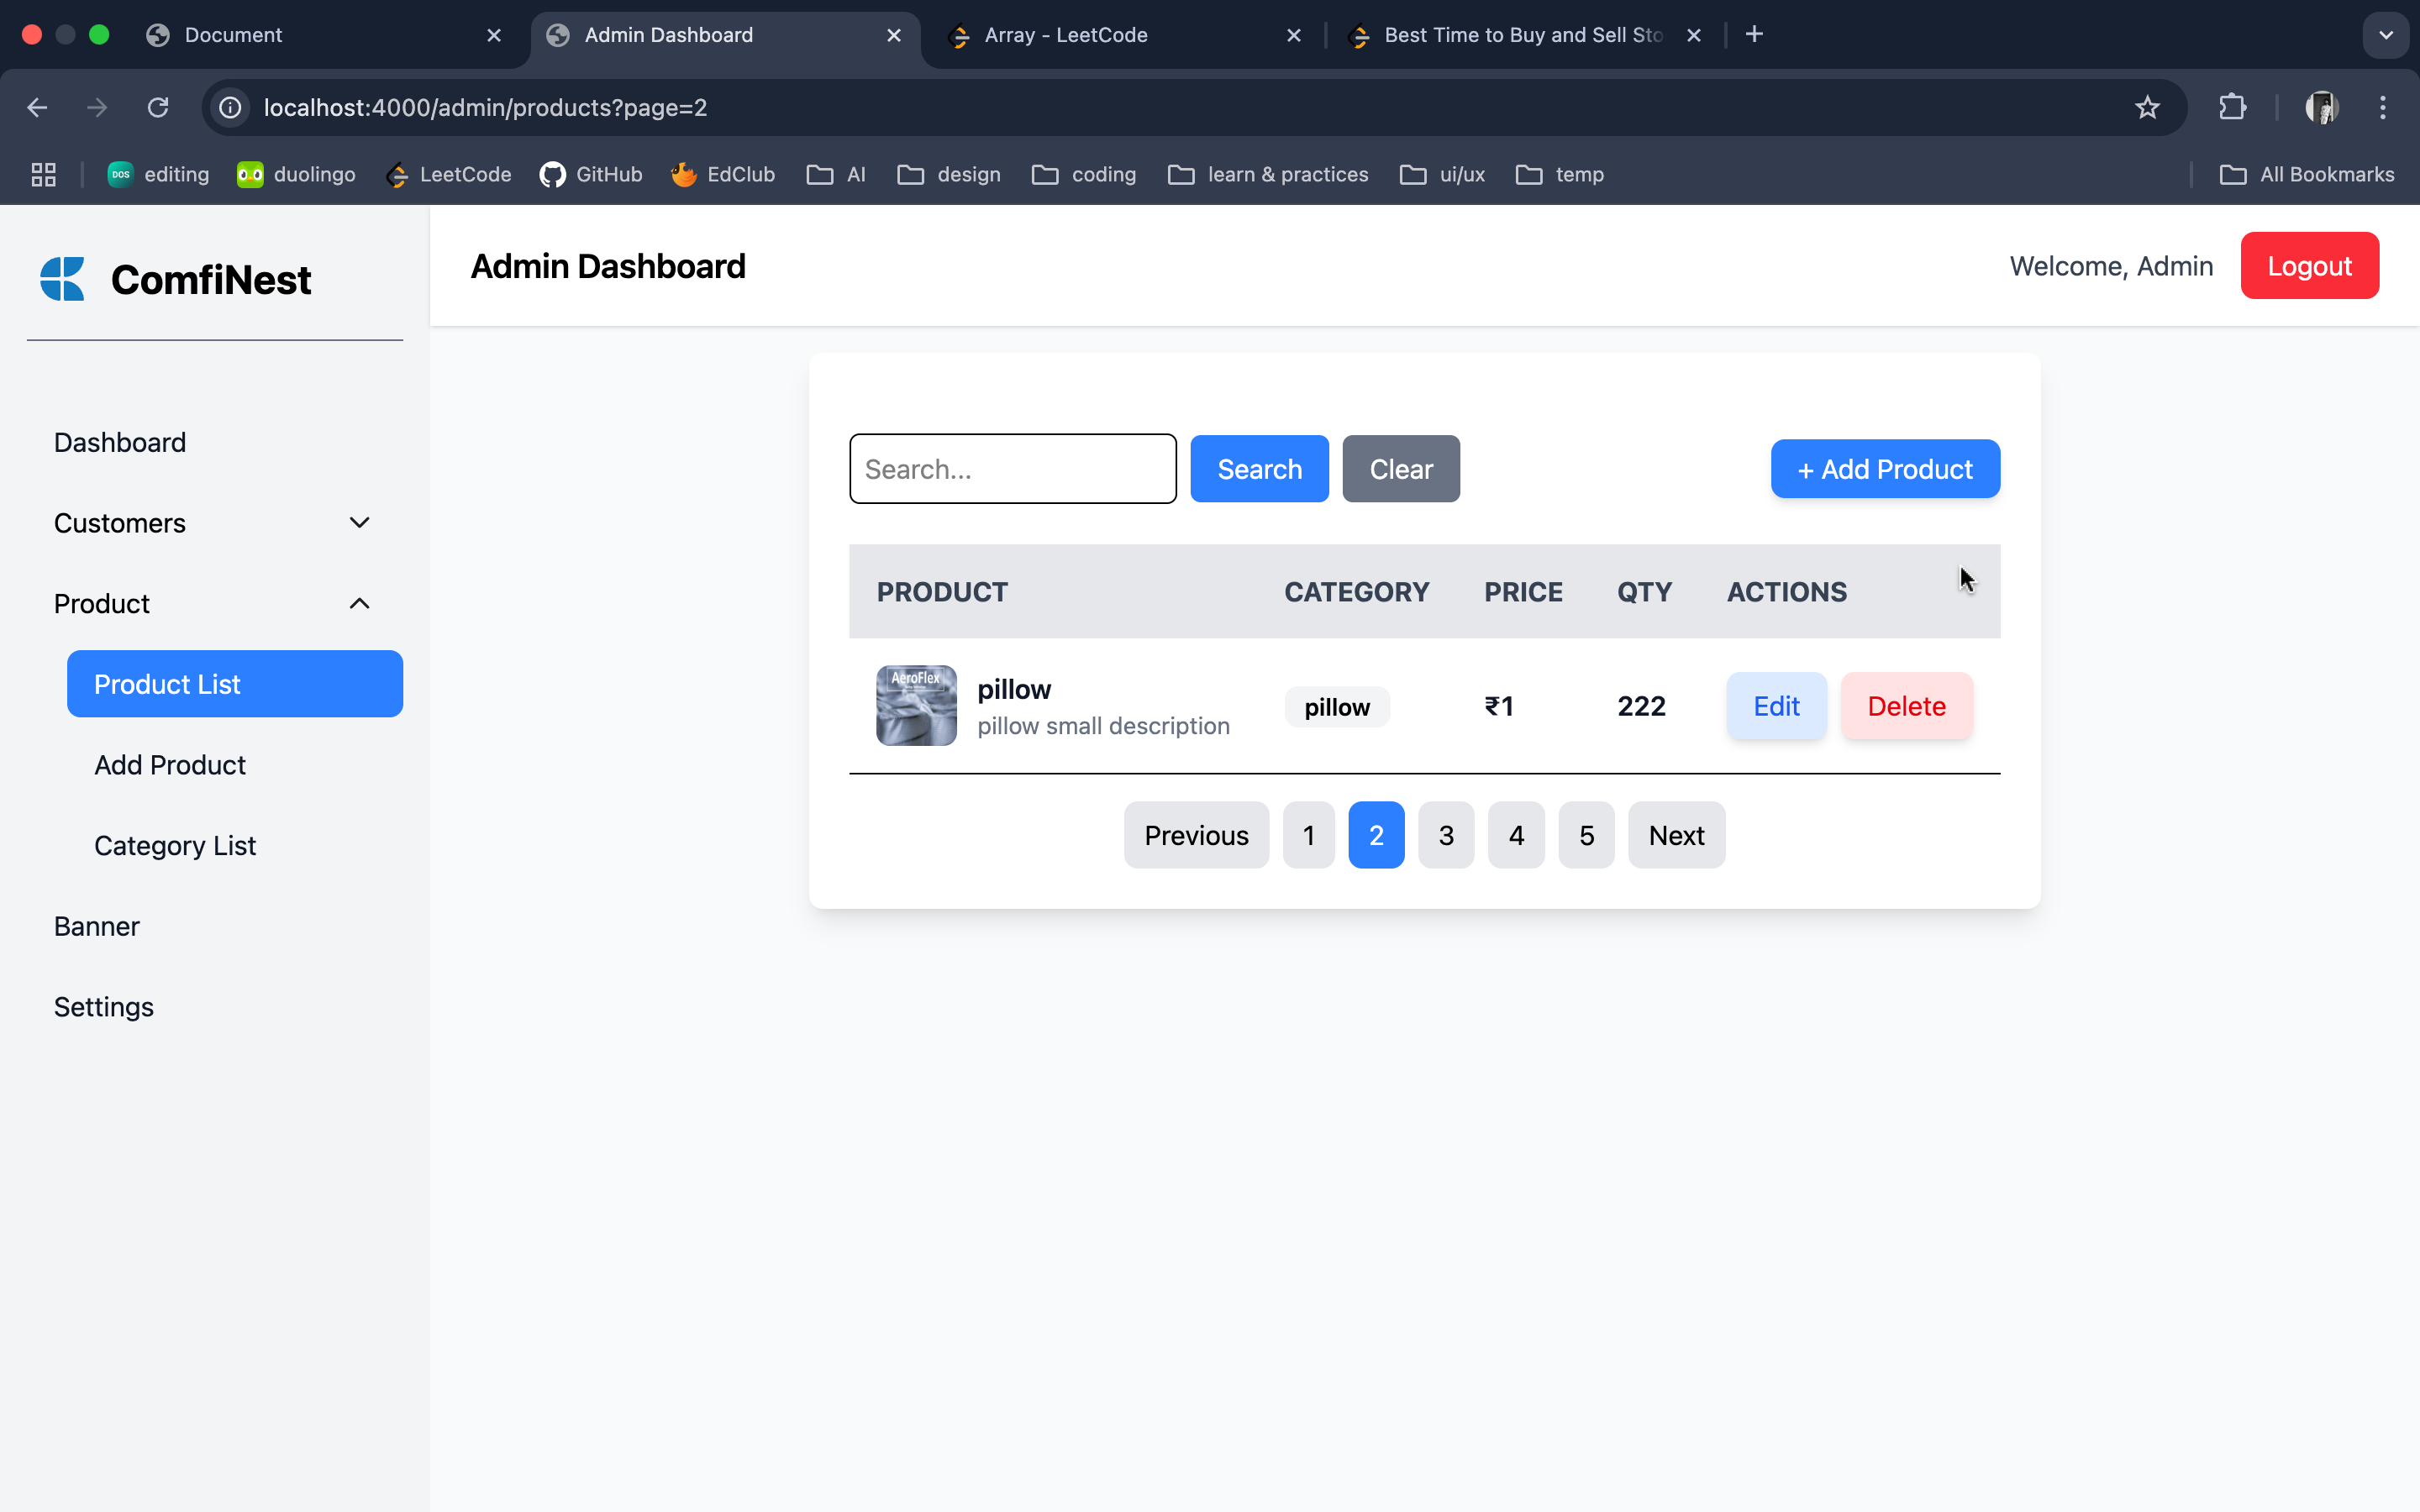 Document
Admin Dashboard
Array - LeetCode
Best Time to Buy and Sell Sto
localhost:4000/admin/products?page=2
DOS editing
duolingo
LeetCode
GitHub
EdClub
AI
design
coding
learn & practices
ui/ux
temp
All Bookmarks
ComfiNest
Admin Dashboard
Welcome, Admin
Logout
Dashboard
Customers
Product
Product List
Add Product
Category List
Banner
Settings
Search...
Search
Clear
+ Add Product
PRODUCT CATEGORY PRICE QTY ACTIONS
AeroFlex
pillow
pillow small description
pillow
₹1
222
Edit
Delete
Previous 1 2 3 4 5 Next